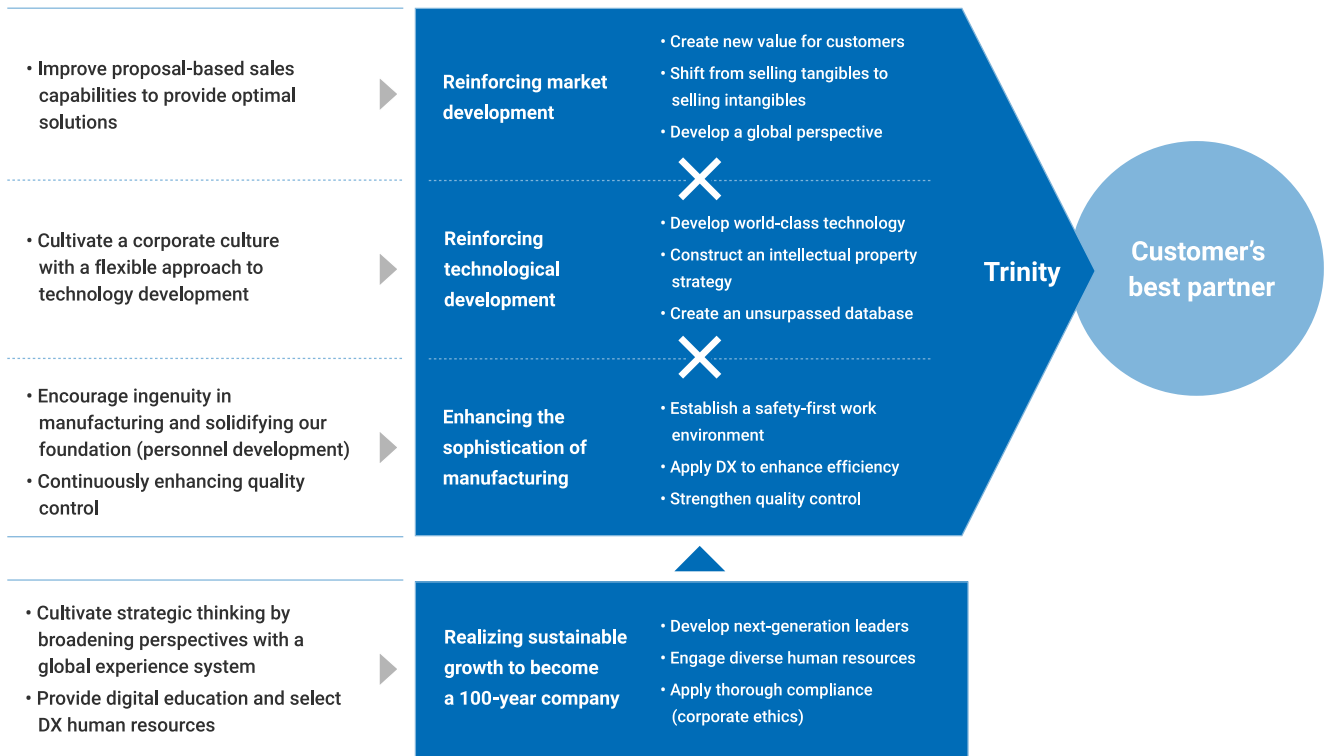 • Improve proposal-based sales
capabilities to provide optimal
solutions
Reinforcing market
development
• Create new value for customers
• Shift from selling tangibles to
selling intangibles
• Develop a global perspective
• Cultivate a corporate culture
with a flexible approach to
technology development
Reinforcing
technological
development
• Develop world-class technology
• Construct an intellectual property
strategy
• Create an unsurpassed database
• Encourage ingenuity in
manufacturing and solidifying our
foundation (personnel development)
• Continuously enhancing quality
control
Enhancing the
sophistication of
manufacturing
• Establish a safety-first work
environment
• Apply DX to enhance efficiency
• Strengthen quality control
Trinity
Customer’s
best partner
• Cultivate strategic thinking by
broadening perspectives with a
global experience system
• Provide digital education and select
DX human resources
Realizing sustainable
growth to become
a 100-year company
• Develop next-generation leaders
• Engage diverse human resources
• Apply thorough compliance
(corporate ethics)